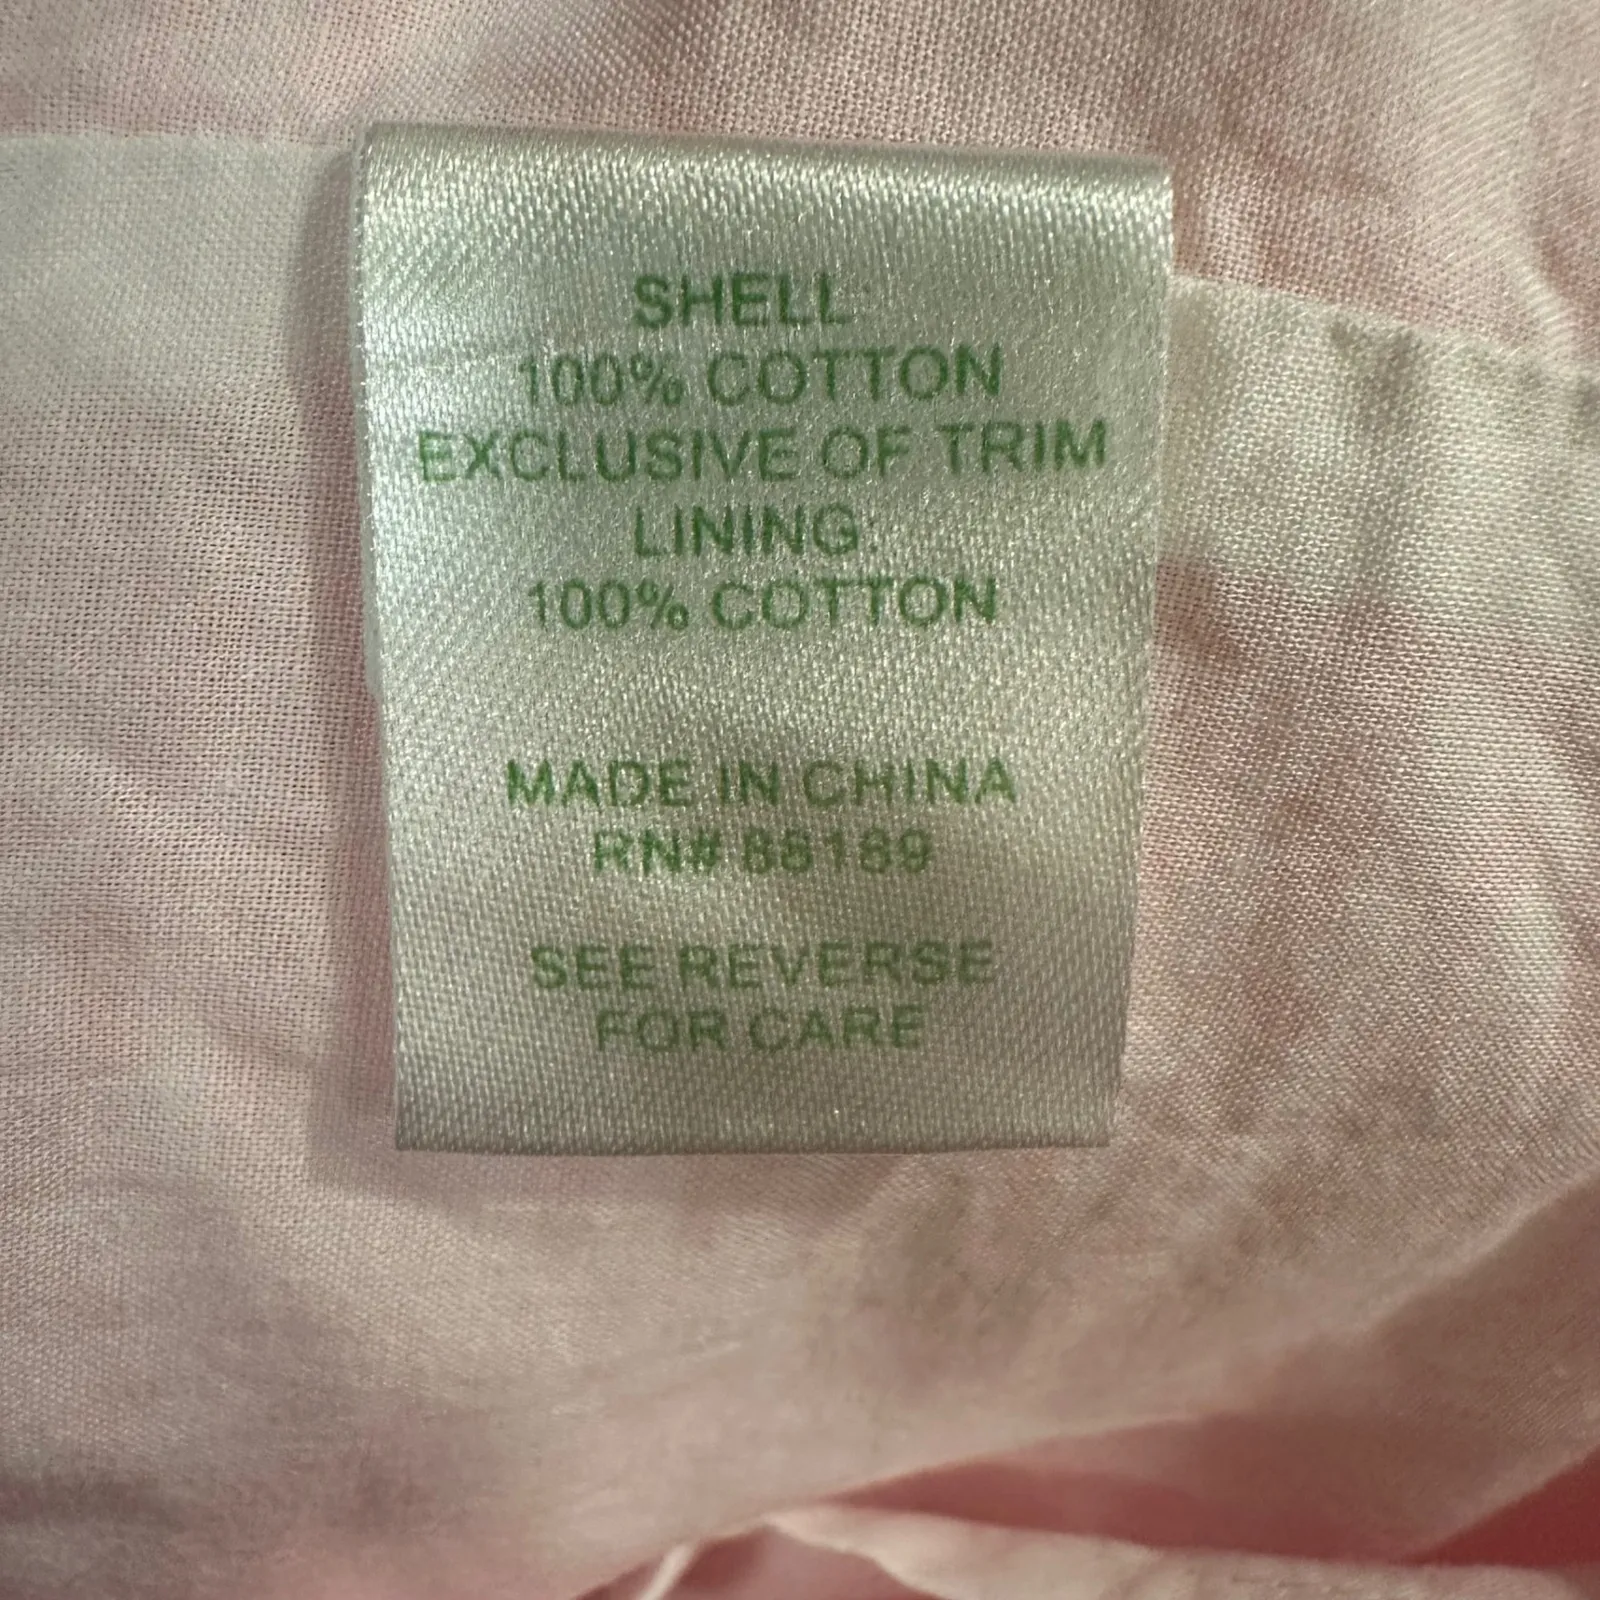 SHELL:
100% COTTON
EXCLUSIVE OF TRIM
LINING:
100% COTTON
MADE IN CHINA
RN# 88189
SEE REVERSE
FOR CARE